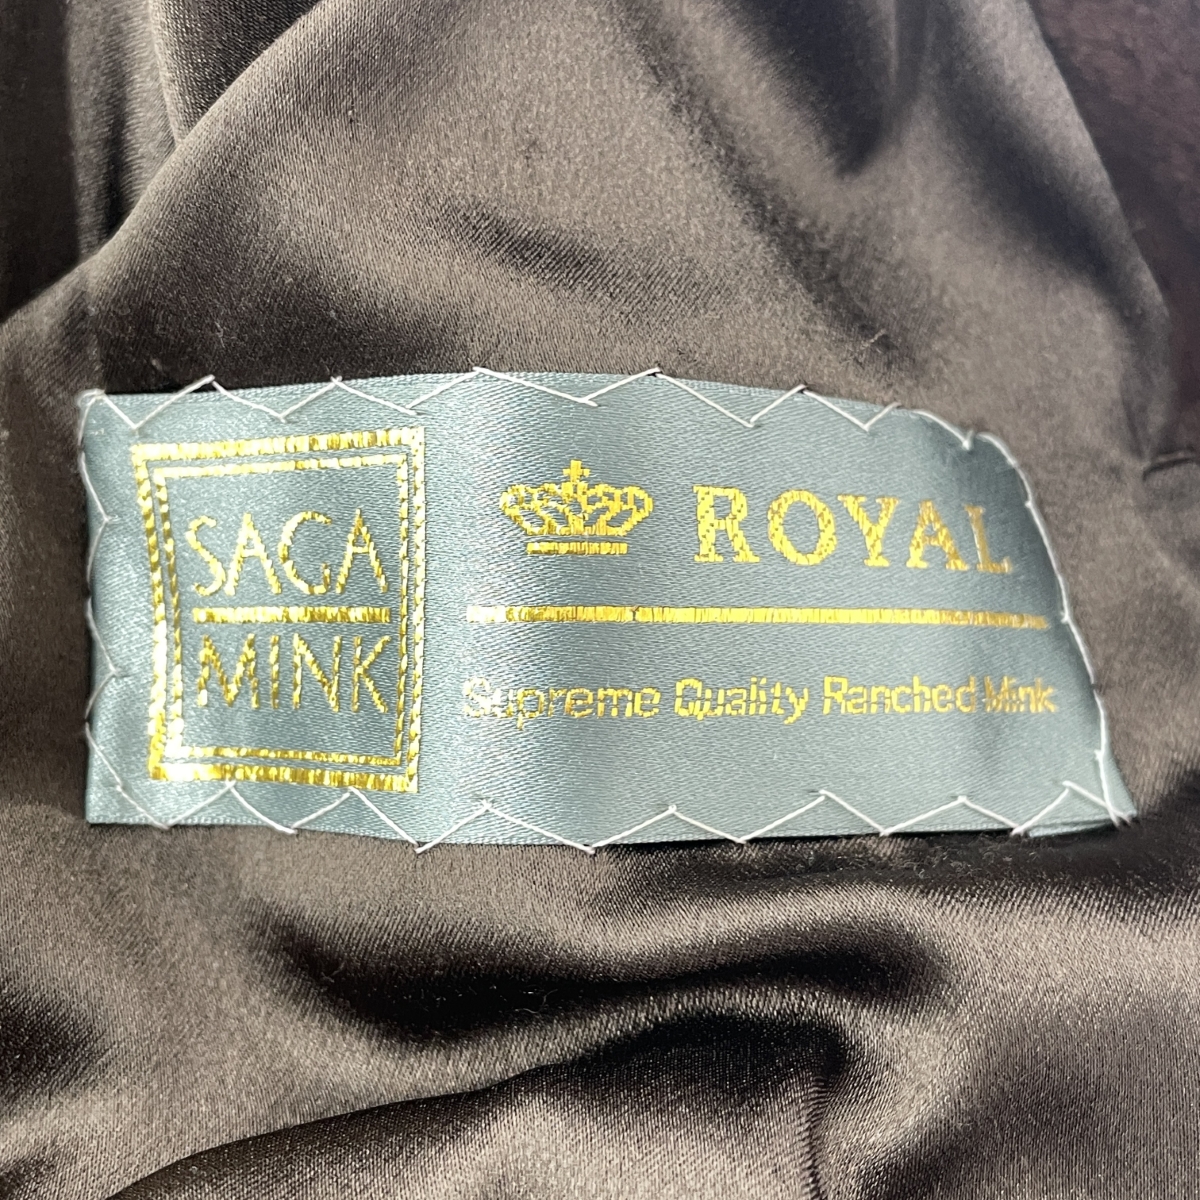 SAGA
MINK
ROYAL
Supreme Quality Ranched Mink